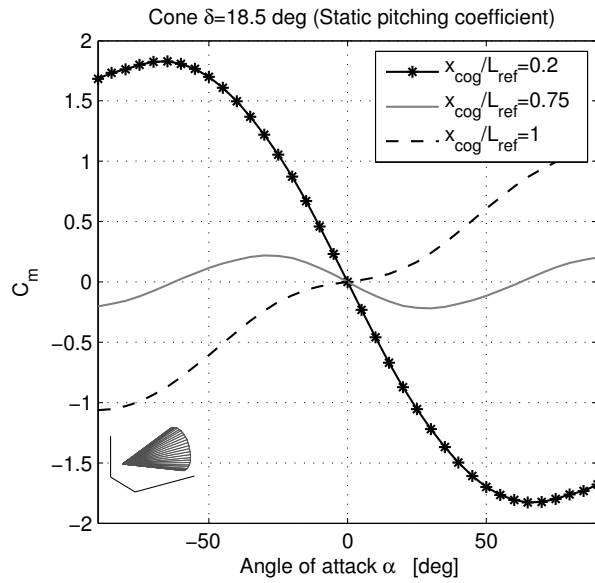 Cone δ=18.5 deg (Static pitching coefficient)
x_cog/L_ref=0.2
x_cog/L_ref=0.75
x_cog/L_ref=1
C_m
2
1.5
1
0.5
0
−0.5
−1
−1.5
−2
−50
0
50
Angle of attack α [deg]